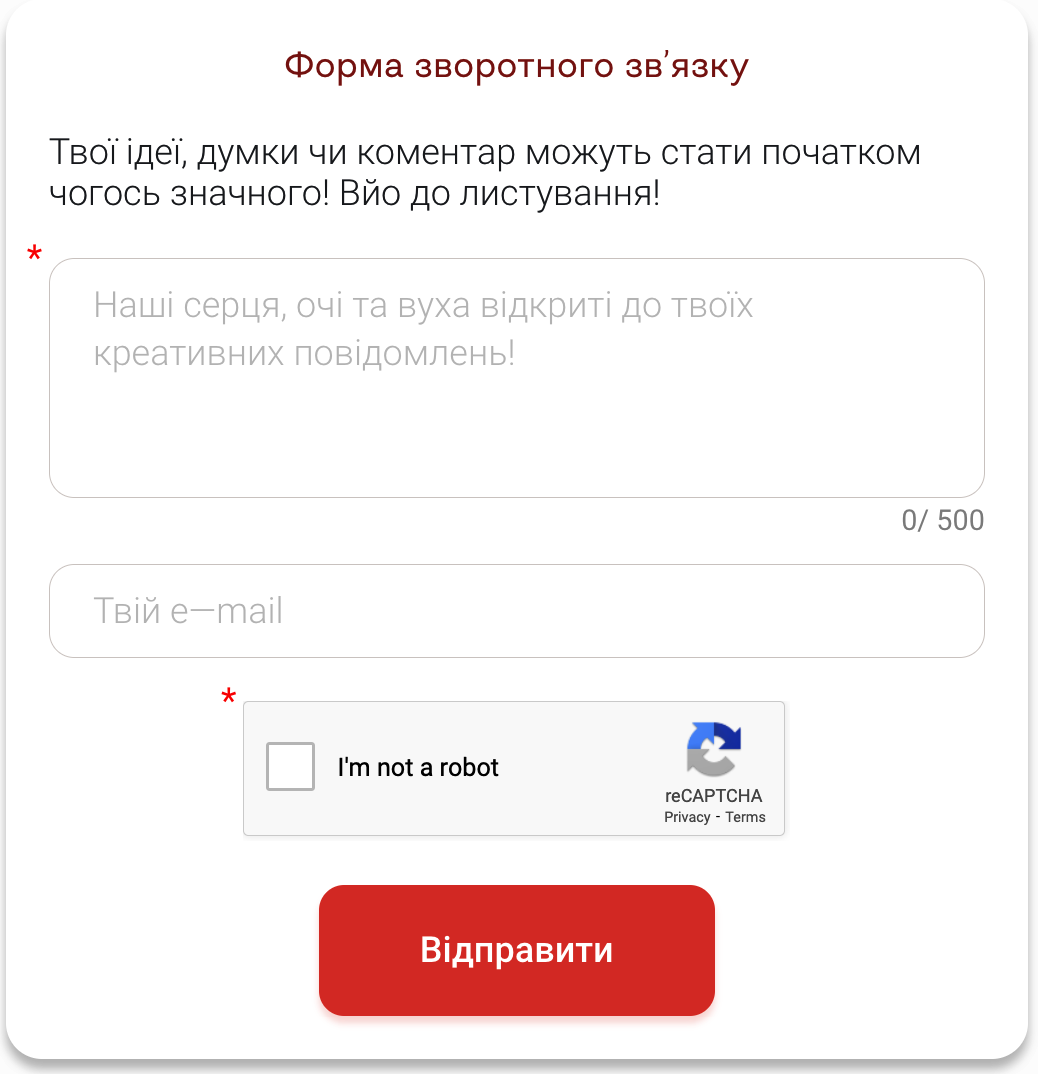 Форма зворотного зв’язку
Твої ідеї, думки чи коментар можуть стати початком
чогось значного! Вйо до листування!
*
Наші серця, очі та вуха відкриті до твоїх
креативних повідомлень!
0/ 500
Твій e—mail
*
I'm not a robot
reCAPTCHA
Privacy - Terms
Відправити